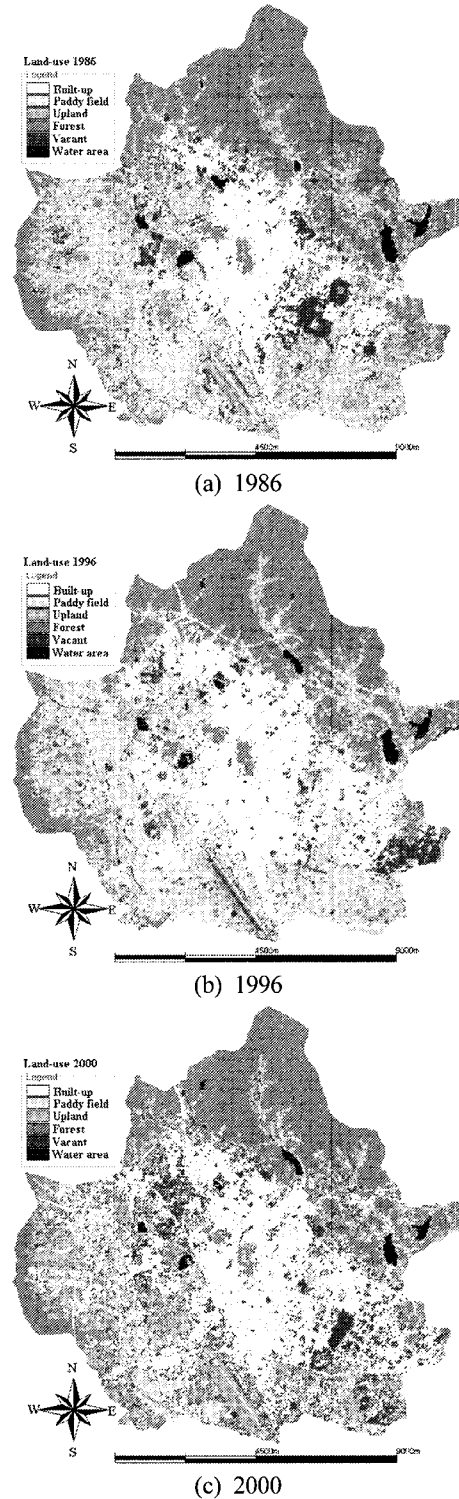 Land-use 1986
Legend
Built-up
Paddy field
Upland
Forest
Vacant
Water area
N
W E
S
4500m 9000m
(a) 1986
Land-use 1996
Legend
Built-up
Paddy field
Upland
Forest
Vacant
Water area
N
W E
S
4500m 9000m
(b) 1996
Land-use 2000
Legend
Built-up
Paddy field
Upland
Forest
Vacant
Water area
N
W E
S
4500m 9000m
(c) 2000